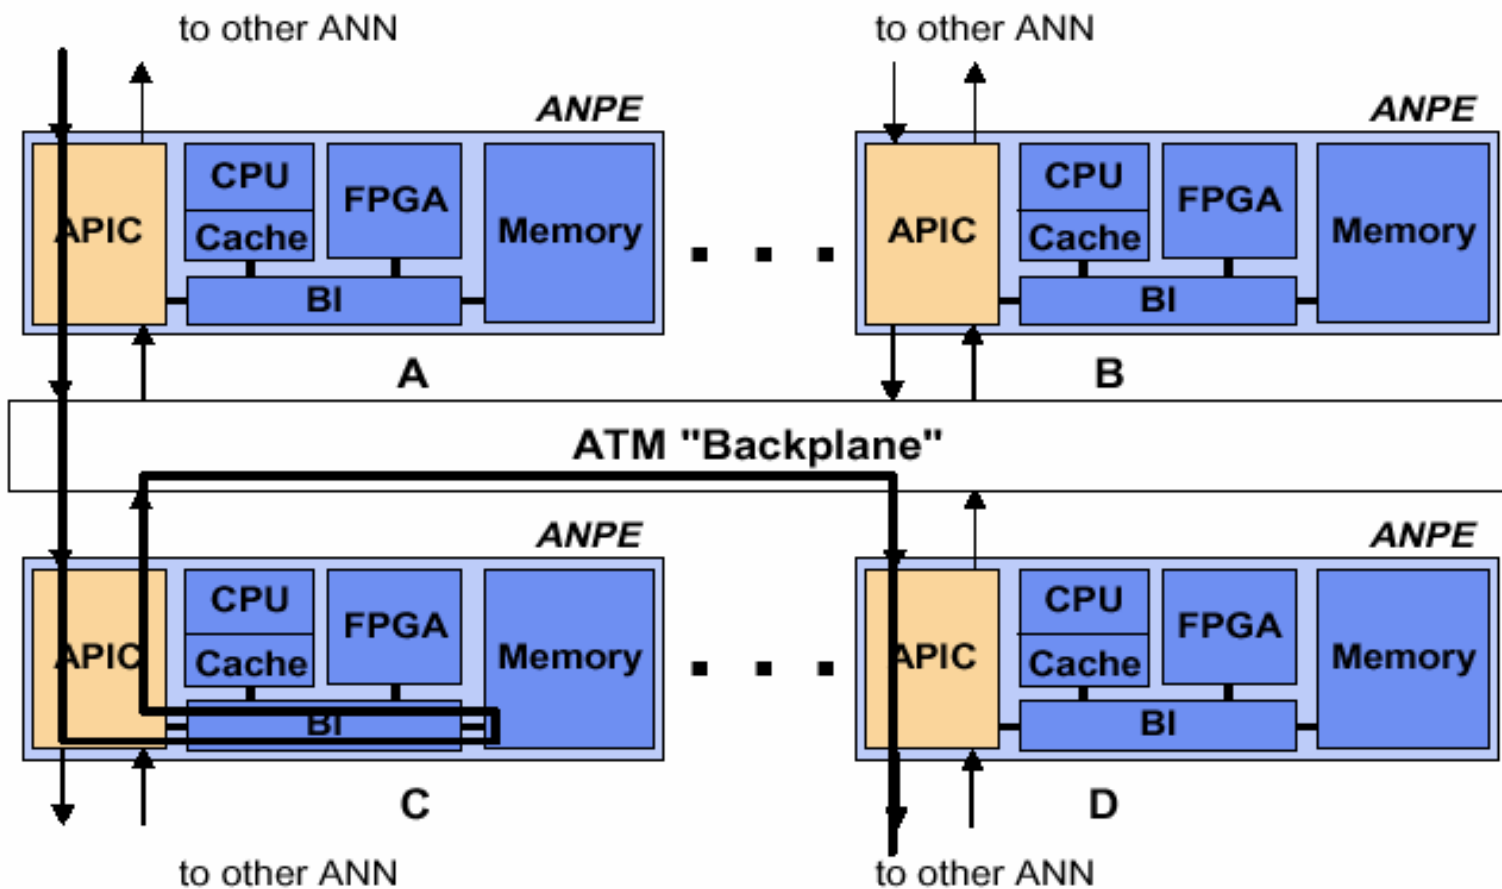 to other ANN
to other ANN
ANPE
ANPE
CPU
FPGA
APIC
Cache
Memory
BI
CPU
FPGA
APIC
Cache
Memory
BI
. . .
A
B
ATM "Backplane"
ANPE
ANPE
CPU
FPGA
APIC
Cache
Memory
BI
CPU
FPGA
APIC
Cache
Memory
BI
. . .
C
D
to other ANN
to other ANN